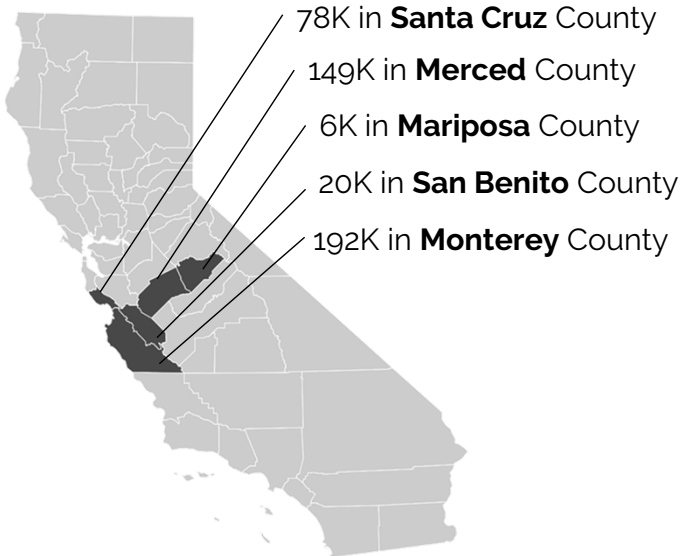 78K in Santa Cruz County
149K in Merced County
6K in Mariposa County
20K in San Benito County
192K in Monterey County